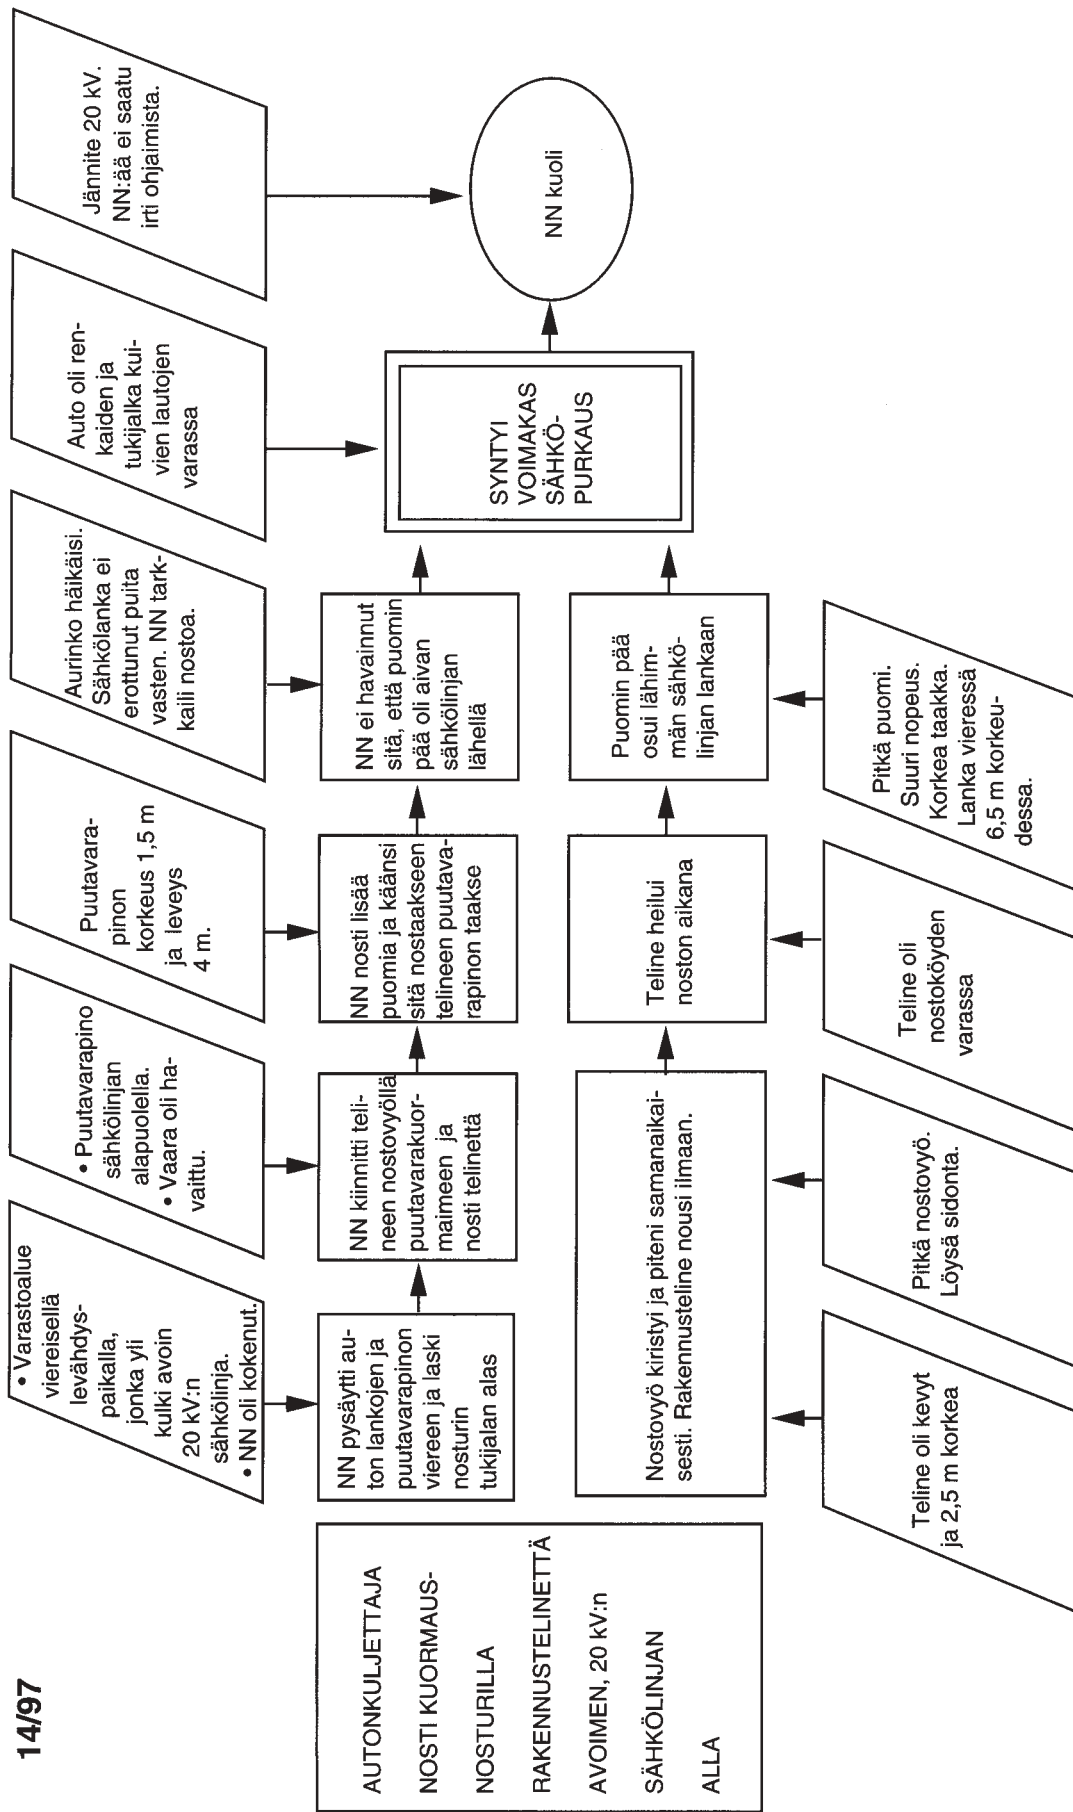 14/97
AUTONKULJETTAJA
NOSTI KUORMAUS-
NOSTURILLA
RAKENNUSTELINETTÄ
AVOIMEN, 20 kV:n
SÄHKÖLINJAN
ALLA
• Varastoalue
viereisellä
levähdys-
paikalla,
jonka yli
kulki avoin
20 kV:n
sähkölinja.
• NN oli kokenut.
• Puutavarapino
sähkölinjan
alapuolella.
• Vaara oli ha-
vaittu.
Puutavara-
pinon
korkeus 1,5 m
ja leveys
4 m.
Aurinko häikäisi.
Sähkölanka ei
erottunut puita
vasten. NN tark-
kaili nostoa.
Auto oli ren-
kaiden ja
tukijalka kui-
vien lautojen
varassa
Jännite 20 kV.
NN:ää ei saatu
irti ohjaimista.
NN pysäytti au-
ton lankojen ja
puutavarapinon
viereen ja laski
nosturin
tukijalan alas
NN kiinnitti teli-
neen nostovyöllä
puutavarakuor-
maimeen ja
nosti telinettä
NN nosti lisää
puomia ja käänsi
sitä nostaakseen
telineen puutava-
rapinon taakse
NN ei havainnut
sitä, että puomin
pää oli aivan
sähkölinjan
lähellä
SYNTYI
VOIMAKAS
SÄHKÖ-
PURKAUS
NN kuoli
Nostovyö kiristyi ja piteni samanaikai-
sesti. Rakennusteline nousi ilmaan.
Teline heilui
noston aikana
Puomin pää
osui lähim-
män sähkö-
linjan lankaan
Teline oli kevyt
ja 2,5 m korkea
Pitkä nostovyö.
Löysä sidonta.
Teline oli
nostoköyden
varassa
Pitkä puomi.
Suuri nopeus.
Korkea taakka.
Lanka vieressä
6,5 m korkeu-
dessa.